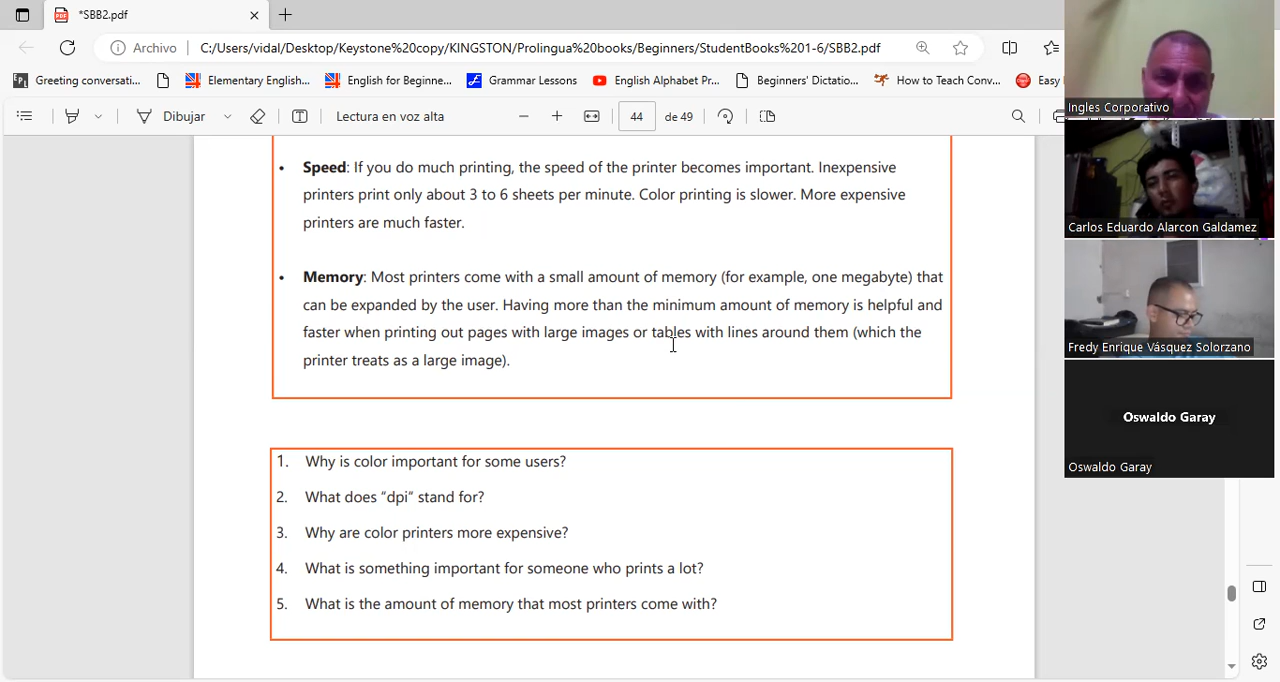 *SBB2.pdf
Archivo
C:/Users/vidal/Desktop/Keystone%20copy/KINGSTON/Prolingua%20books/Beginners/StudentBooks%201-6/SBB2.pdf
Greeting conversati...
Elementary English...
English for Beginne...
Grammar Lessons
English Alphabet Pr...
Beginners' Dictatio...
How to Teach Conv...
Easy
Dibujar
Lectura en voz alta
44
de 49
• Speed: If you do much printing, the speed of the printer becomes important. Inexpensive
printers print only about 3 to 6 sheets per minute. Color printing is slower. More expensive
printers are much faster.
• Memory: Most printers come with a small amount of memory (for example, one megabyte) that
can be expanded by the user. Having more than the minimum amount of memory is helpful and
faster when printing out pages with large images or tables with lines around them (which the
printer treats as a large image).
1. Why is color important for some users?
2. What does “dpi” stand for?
3. Why are color printers more expensive?
4. What is something important for someone who prints a lot?
5. What is the amount of memory that most printers come with?
Ingles Corporativo
Carlos Eduardo Alarcon Galdamez
Fredy Enrique Vásquez Solorzano
Oswaldo Garay
Oswaldo Garay